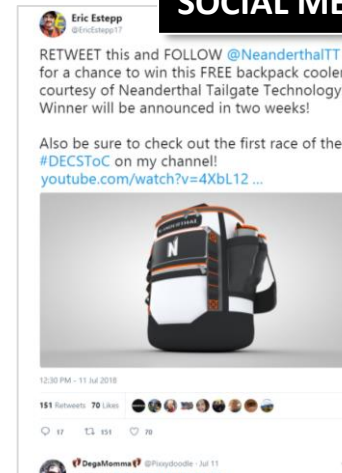 SOCIAL ME
Eric Estepp
@EricEstepp17
RETWEET this and FOLLOW @NeanderthalTT
for a chance to win this FREE backpack cooler
courtesy of Neanderthal Tailgate Technology
Winner will be announced in two weeks!
Also be sure to check out the first race of the
#DECSToC on my channel!
youtube.com/watch?v=4XbL12 ...
N
12:30 PM - 11 Jul 2018
151 Retweets 70 Likes
17 151 70
DegaMomma @Pixxydoodle · Jul 11